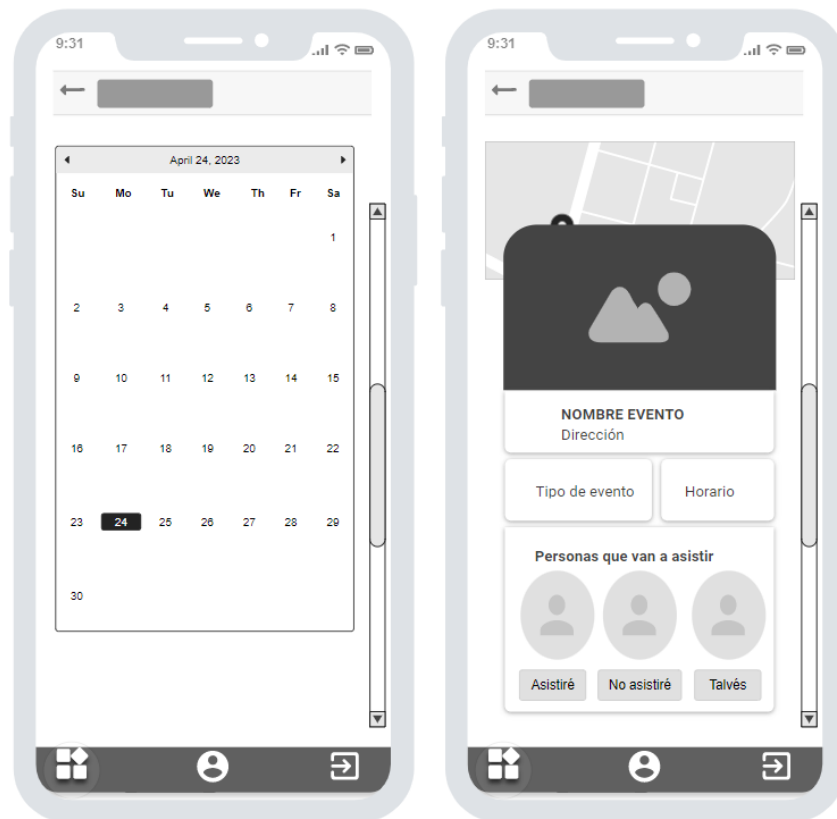 9:31
April 24, 2023
Su Mo Tu We Th Fr Sa
1
2 3 4 5 6 7 8
9 10 11 12 13 14 15
16 17 18 19 20 21 22
23 24 25 26 27 28 29
30
9:31
NOMBRE EVENTO
Dirección
Tipo de evento Horario
Personas que van a asistir
Asistiré No asistiré Talvés